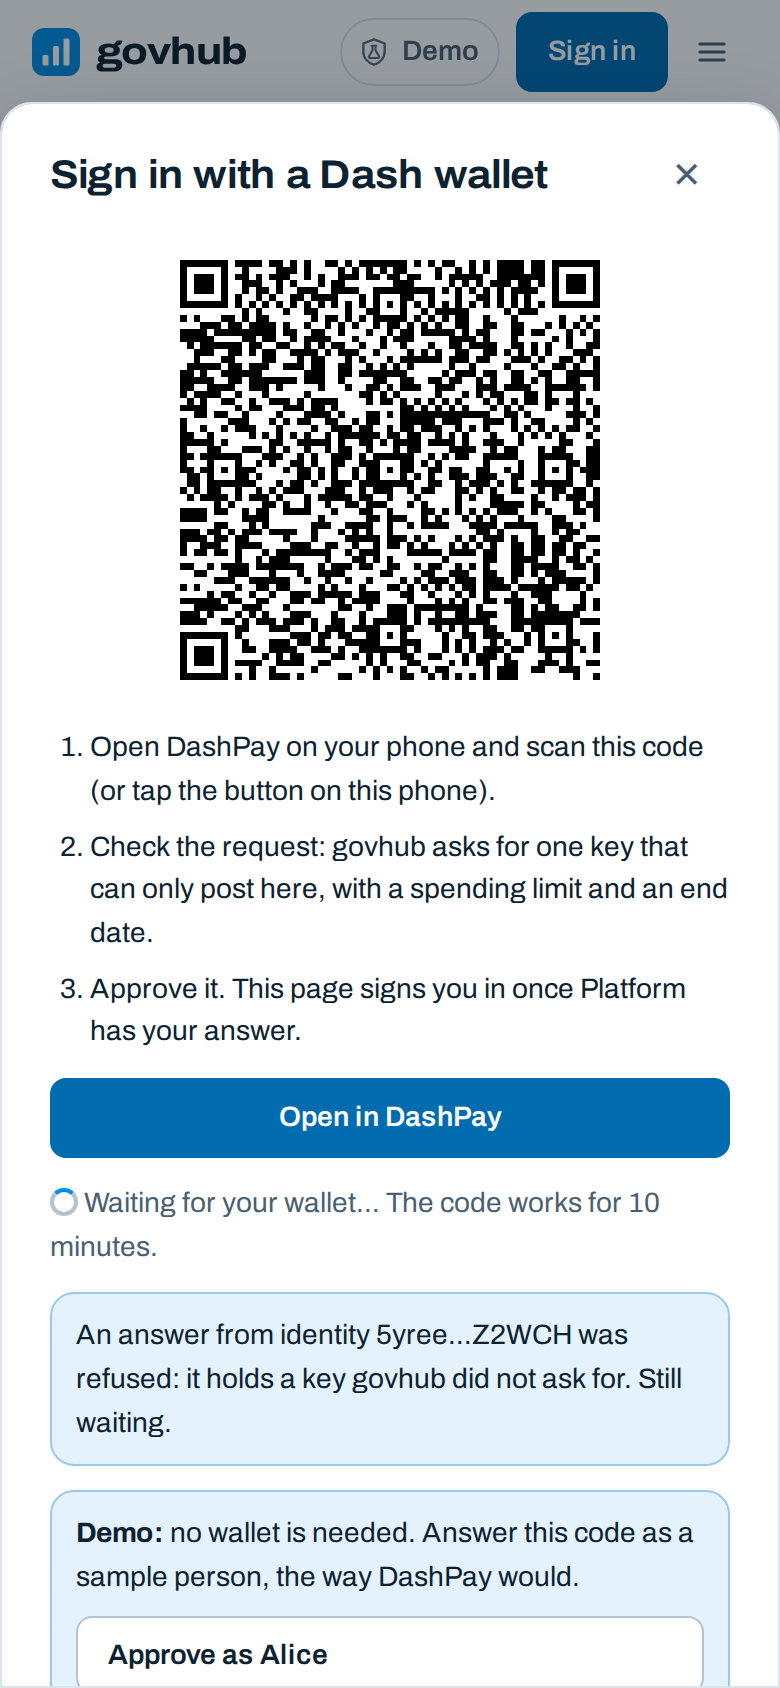 govhub
Demo
Sign in
Sign in with a Dash wallet
1. Open DashPay on your phone and scan this code
(or tap the button on this phone).
2. Check the request: govhub asks for one key that
can only post here, with a spending limit and an end
date.
3. Approve it. This page signs you in once Platform
has your answer.
Open in DashPay
Waiting for your wallet... The code works for 10
minutes.
An answer from identity 5yree...Z2WCH was
refused: it holds a key govhub did not ask for. Still
waiting.
Demo: no wallet is needed. Answer this code as a
sample person, the way DashPay would.
Approve as Alice